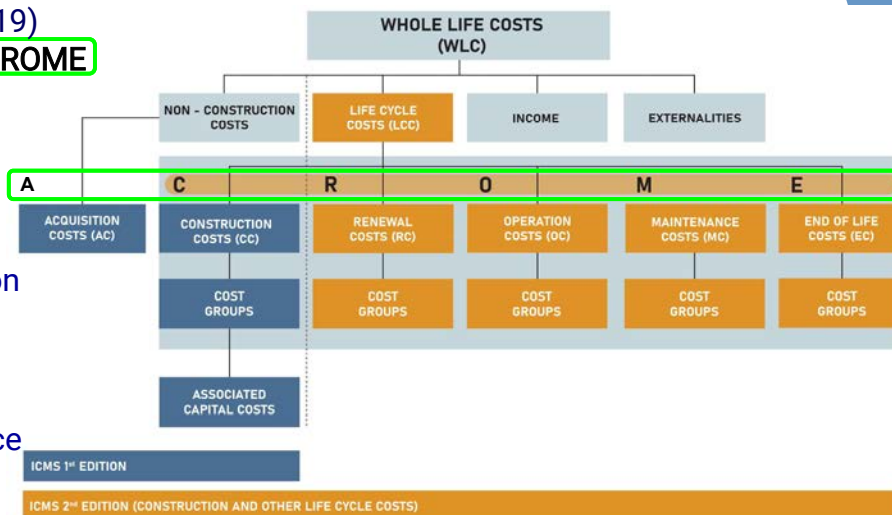 19)
ROME
on
ce
WHOLE LIFE COSTS
(WLC)
NON - CONSTRUCTION
COSTS
LIFE CYCLE
COSTS (LCC)
INCOME
EXTERNALITIES
A C R O M E
ACQUISITION
COSTS (AC)
CONSTRUCTION
COSTS (CC)
RENEWAL
COSTS (RC)
OPERATION
COSTS (OC)
MAINTENANCE
COSTS (MC)
END OF LIFE
COSTS (EC)
COST
GROUPS
COST
GROUPS
COST
GROUPS
COST
GROUPS
COST
GROUPS
ASSOCIATED
CAPITAL COSTS
ICMS 1st EDITION
ICMS 2nd EDITION (CONSTRUCTION AND OTHER LIFE CYCLE COSTS)